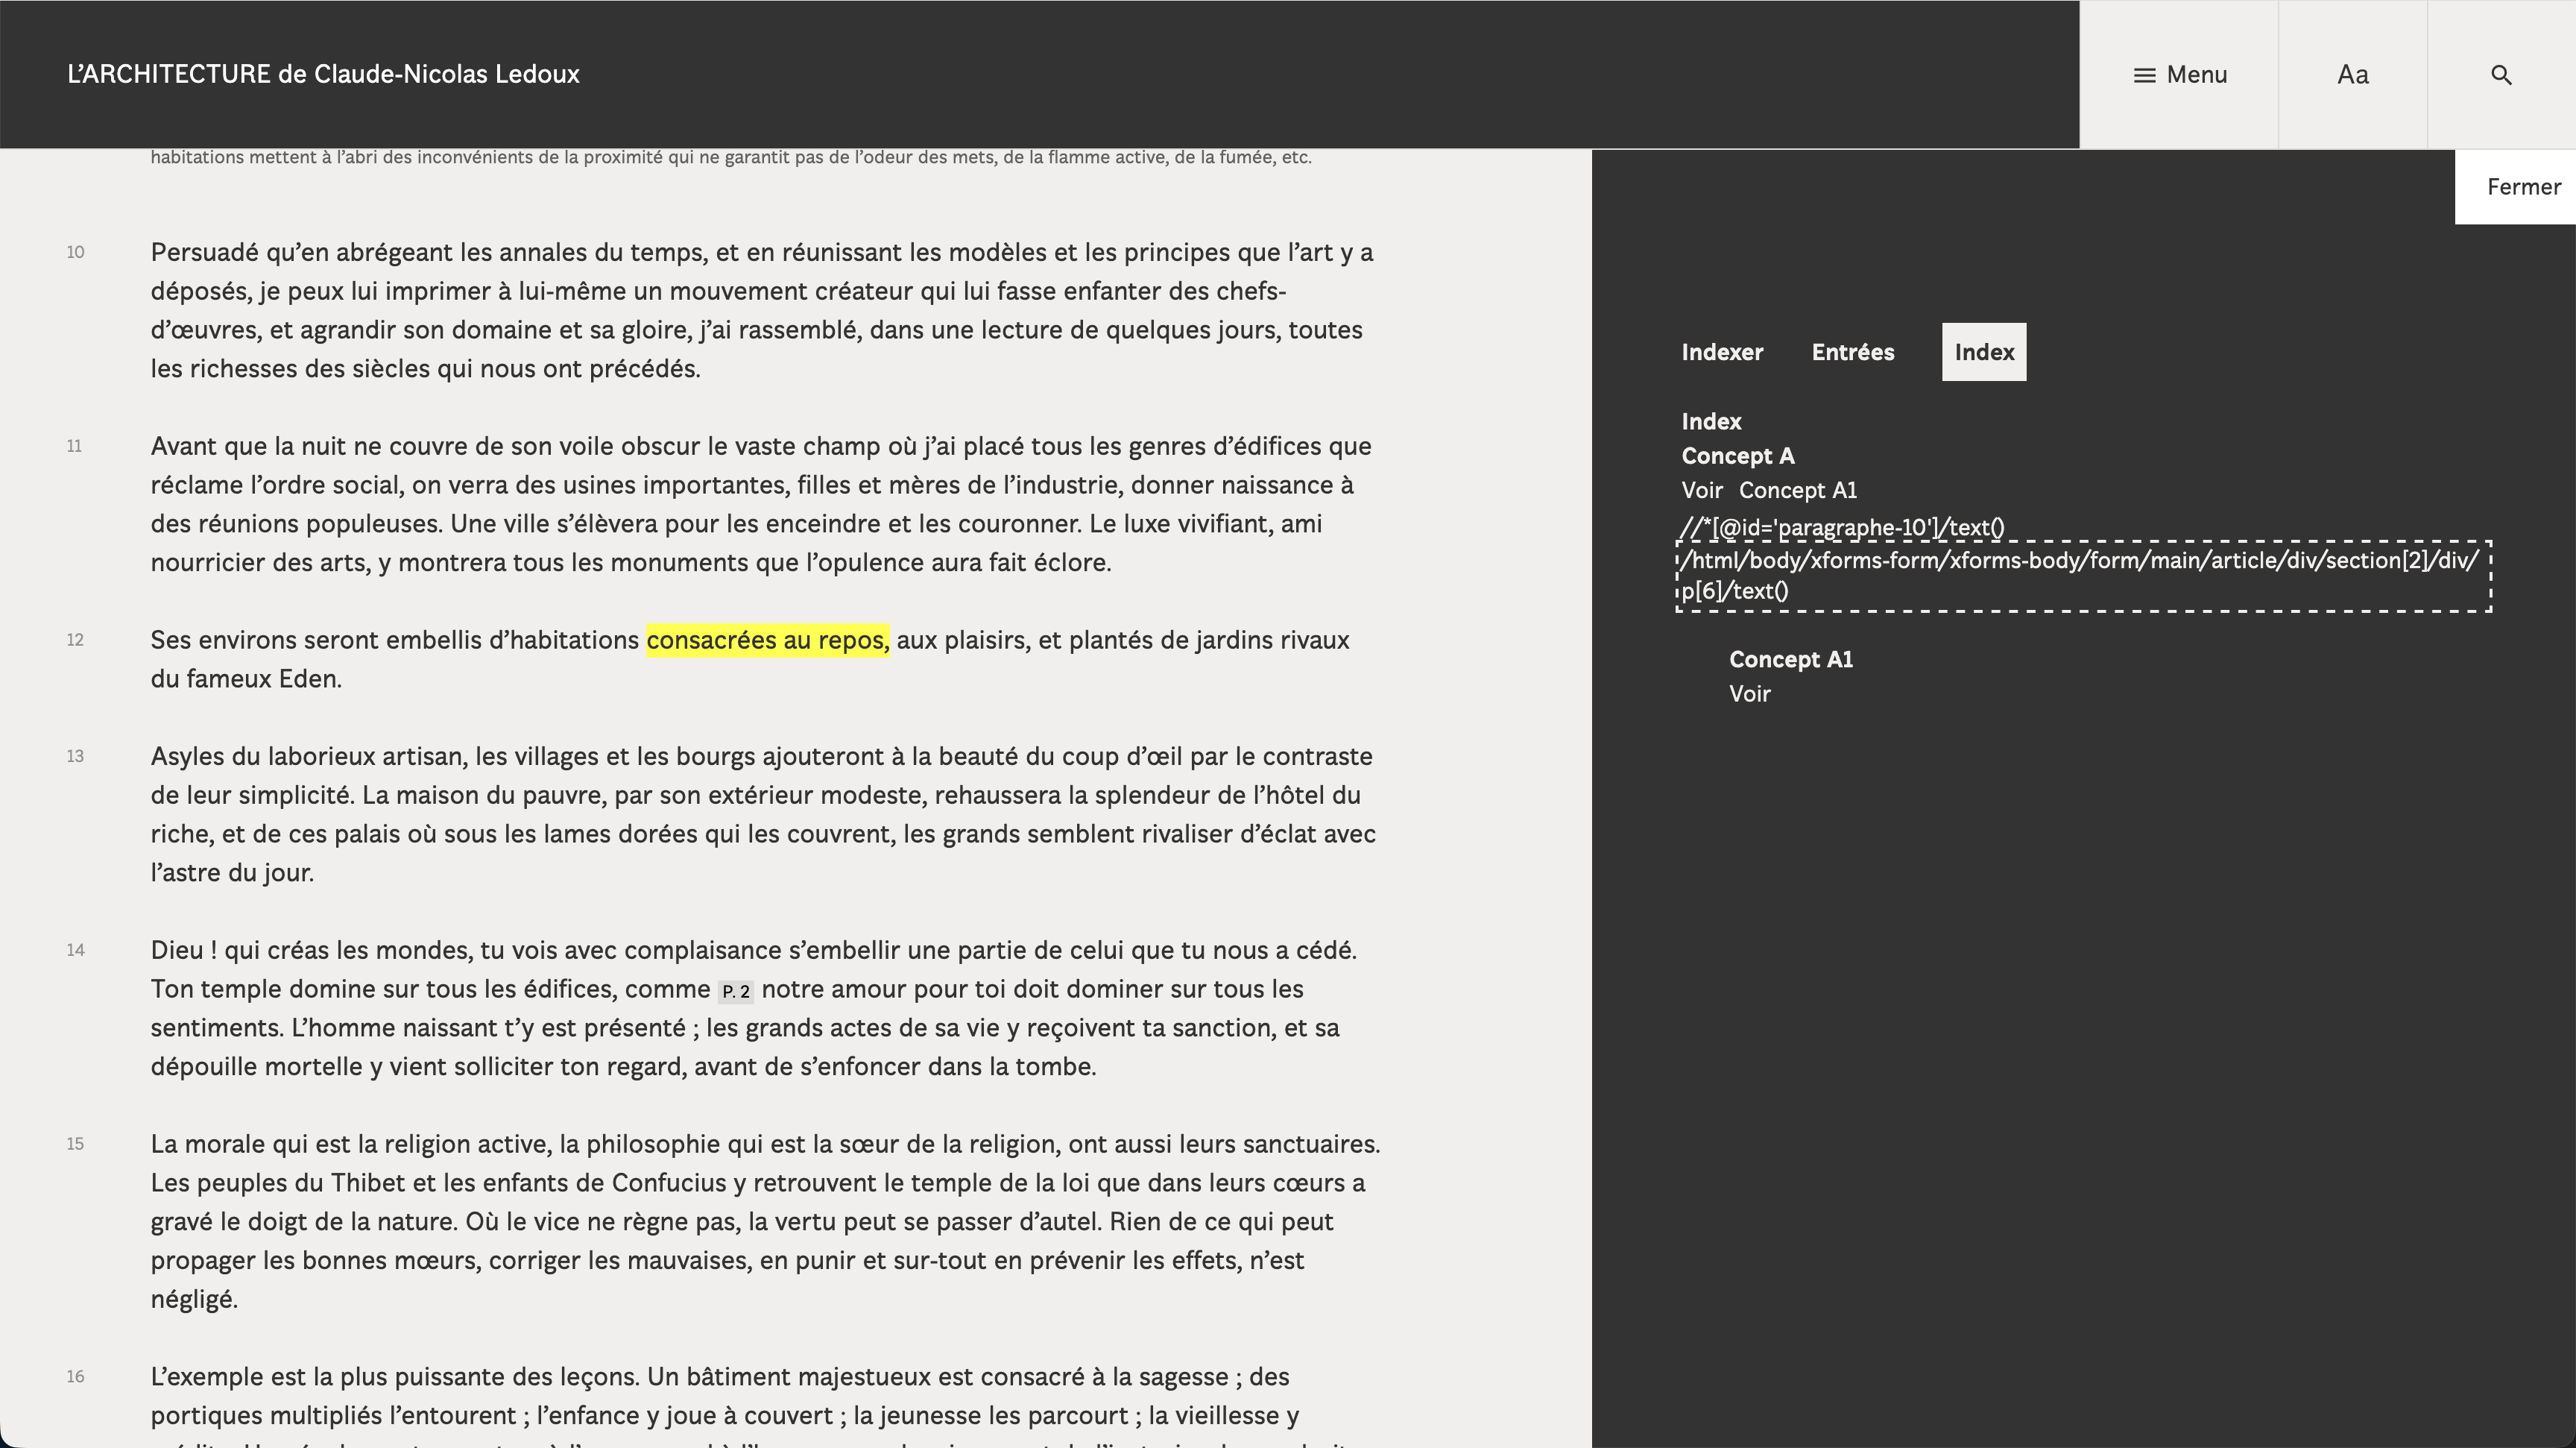 L’ARCHITECTURE de Claude-Nicolas Ledoux
Menu
Aa
Fermer
habitations mettent à l’abri des inconvénients de la proximité qui ne garantit pas de l’odeur des mets, de la flamme active, de la fumée, etc.
10
Persuadé qu’en abrégeant les annales du temps, et en réunissant les modèles et les principes que l’art y a
déposés, je peux lui imprimer à lui-même un mouvement créateur qui lui fasse enfanter des chefs-
d’œuvres, et agrandir son domaine et sa gloire, j’ai rassemblé, dans une lecture de quelques jours, toutes
les richesses des siècles qui nous ont précédés.
11
Avant que la nuit ne couvre de son voile obscur le vaste champ où j’ai placé tous les genres d’édifices que
réclame l’ordre social, on verra des usines importantes, filles et mères de l’industrie, donner naissance à
des réunions populeuses. Une ville s’élèvera pour les enceindre et les couronner. Le luxe vivifiant, ami
nourricier des arts, y montrera tous les monuments que l’opulence aura fait éclore.
12
Ses environs seront embellis d’habitations consacrées au repos, aux plaisirs, et plantés de jardins rivaux
du fameux Eden.
13
Asyles du laborieux artisan, les villages et les bourgs ajouteront à la beauté du coup d’œil par le contraste
de leur simplicité. La maison du pauvre, par son extérieur modeste, rehaussera la splendeur de l’hôtel du
riche, et de ces palais où sous les lames dorées qui les couvrent, les grands semblent rivaliser d’éclat avec
l’astre du jour.
14
Dieu ! qui créas les mondes, tu vois avec complaisance s’embellir une partie de celui que tu nous a cédé.
Ton temple domine sur tous les édifices, comme P. 2 notre amour pour toi doit dominer sur tous les
sentiments. L’homme naissant t’y est présenté ; les grands actes de sa vie y reçoivent ta sanction, et sa
dépouille mortelle y vient solliciter ton regard, avant de s’enfoncer dans la tombe.
15
La morale qui est la religion active, la philosophie qui est la sœur de la religion, ont aussi leurs sanctuaires.
Les peuples du Thibet et les enfants de Confucius y retrouvent le temple de la loi que dans leurs cœurs a
gravé le doigt de la nature. Où le vice ne règne pas, la vertu peut se passer d’autel. Rien de ce qui peut
propager les bonnes mœurs, corriger les mauvaises, en punir et sur-tout en prévenir les effets, n’est
négligé.
16
L’exemple est la plus puissante des leçons. Un bâtiment majestueux est consacré à la sagesse ; des
portiques multipliés l’entourent ; l’enfance y joue à couvert ; la jeunesse les parcourt ; la vieillesse y
Indexer Entrées Index
Index
Concept A
Voir Concept A1
//*[@id='paragraphe-10']/text()
/html/body/xforms-form/xforms-body/form/main/article/div/section[2]/div/
p[6]/text()
Concept A1
Voir